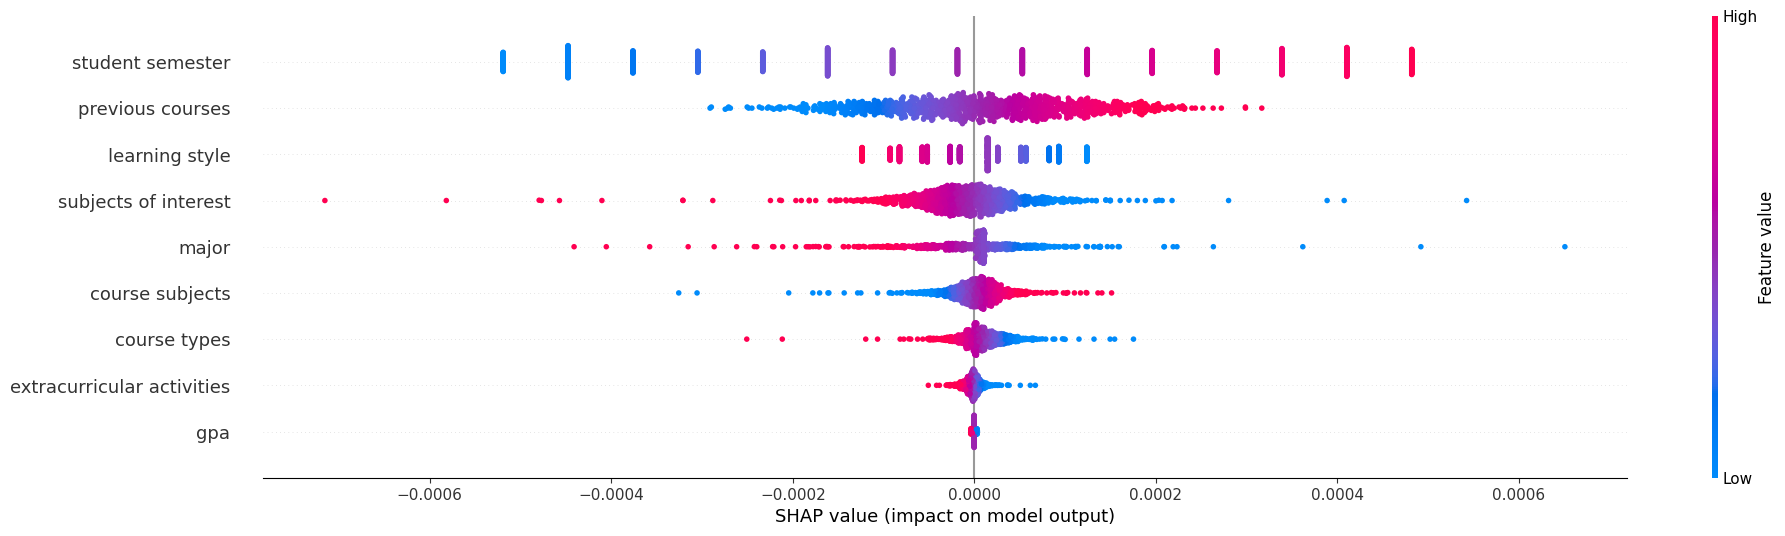 student semester
previous courses
learning style
subjects of interest
major
course subjects
course types
extracurricular activities
gpa
−0.0006 −0.0004 −0.0002 0.0000 0.0002 0.0004 0.0006
SHAP value (impact on model output)
High
Feature value
Low